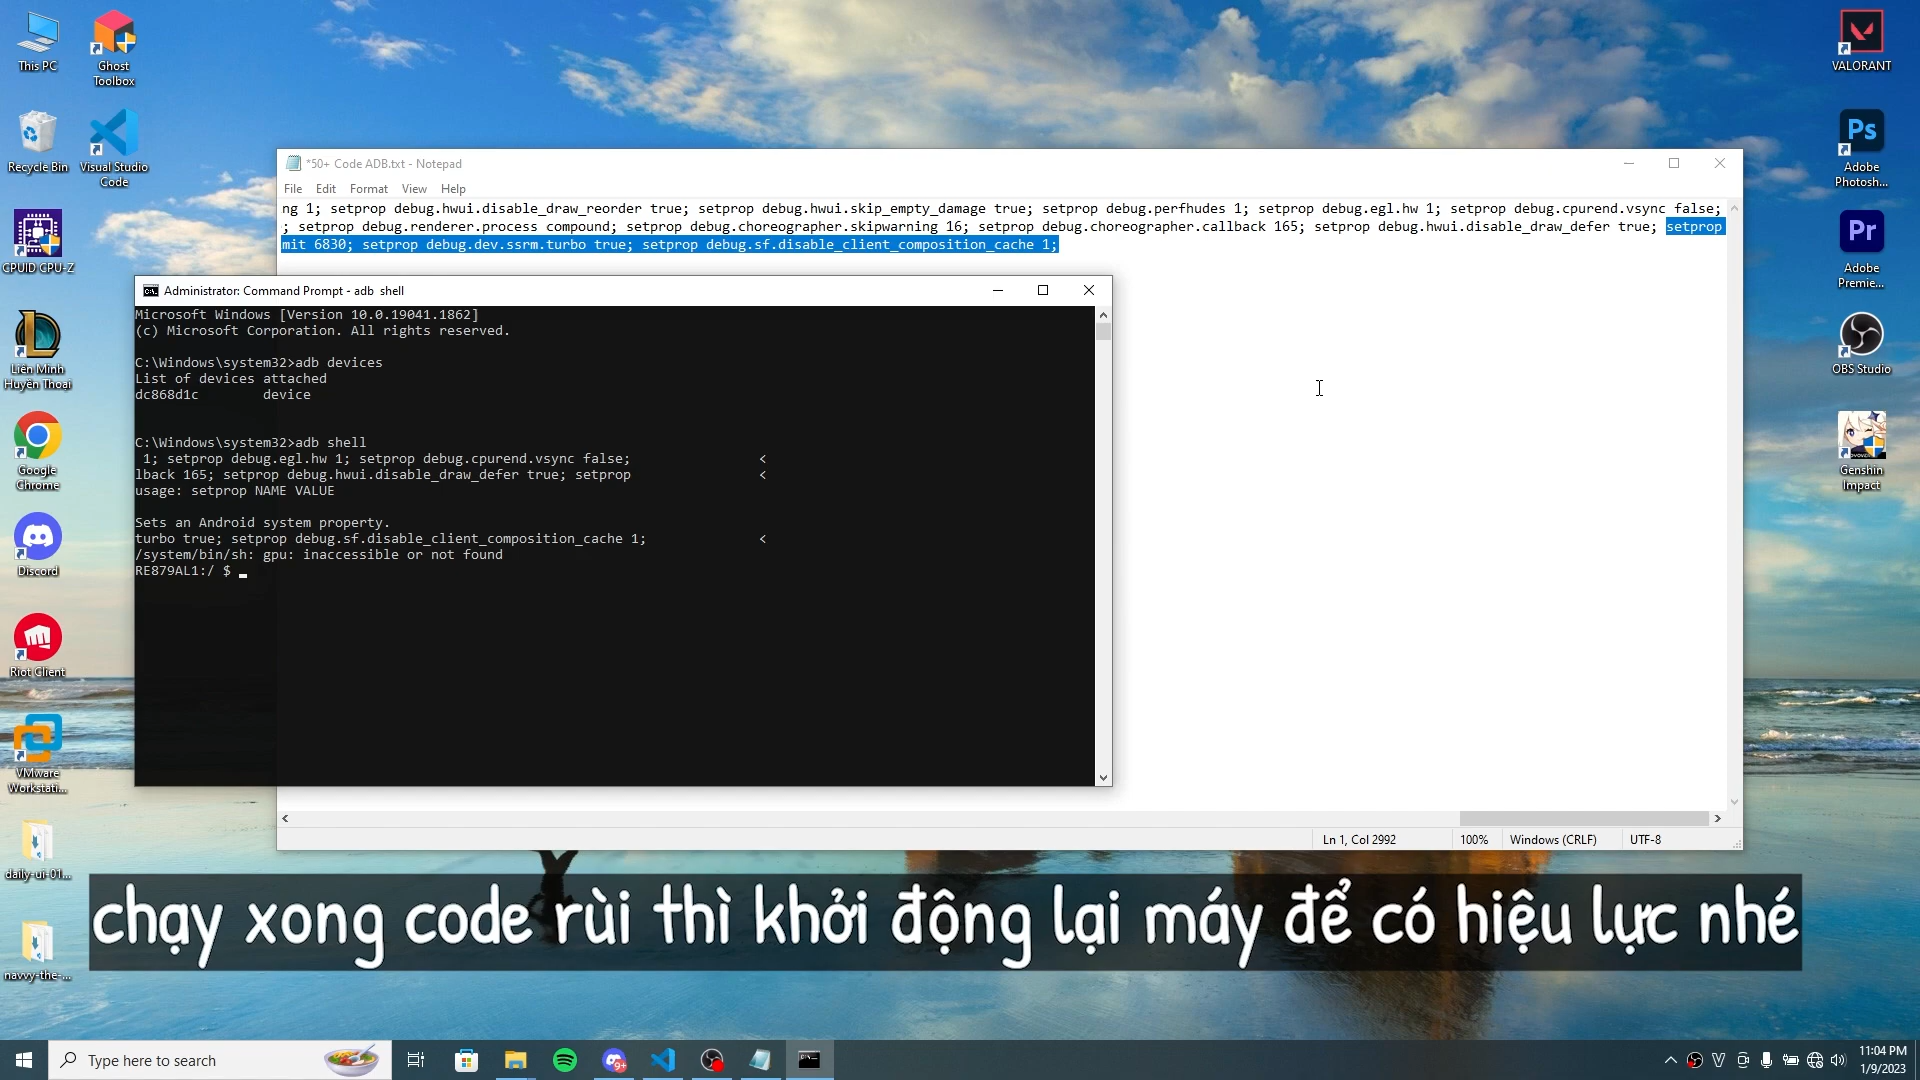 This PC
Ghost
Toolbox
VALORANT
Recycle Bin
Visual Studio
Code
Ps
Adobe
Photosh...
*50+ Code ADB.txt - Notepad
File Edit Format View Help
ng 1; setprop debug.hwui.disable_draw_reorder true; setprop debug.hwui.skip_empty_damage true; setprop debug.perfhudes 1; setprop debug.egl.hw 1; setprop debug.cpurend.vsync false;
; setprop debug.renderer.process compound; setprop debug.choreographer.skipwarning 16; setprop debug.choreographer.callback 165; setprop debug.hwui.disable_draw_defer true; setprop
mit 6830; setprop debug.dev.ssrm.turbo true; setprop debug.sf.disable_client_composition_cache 1;
CPUID CPU-Z
Pr
Adobe
Premie...
Administrator: Command Prompt - adb shell
Microsoft Windows [Version 10.0.19041.1862]
(c) Microsoft Corporation. All rights reserved.
C:\Windows\system32>adb devices
List of devices attached
dc868d1c device
C:\Windows\system32>adb shell
1; setprop debug.egl.hw 1; setprop debug.cpurend.vsync false; <
lback 165; setprop debug.hwui.disable_draw_defer true; setprop <
usage: setprop NAME VALUE
Sets an Android system property.
turbo true; setprop debug.sf.disable_client_composition_cache 1; <
/system/bin/sh: gpu: inaccessible or not found
RE879AL1:/ $
Liên Minh
Huyền Thoại
OBS Studio
Google
Chrome
Genshin
Impact
Discord
Riot Client
VMware
Workstati...
daily-ui-01...
navvy-the-...
Ln 1, Col 2992
100%
Windows (CRLF)
UTF-8
chạy xong code rùi thì khởi động lại máy để có hiệu lực nhé
Type here to search
9+
11:04 PM
1/9/2023